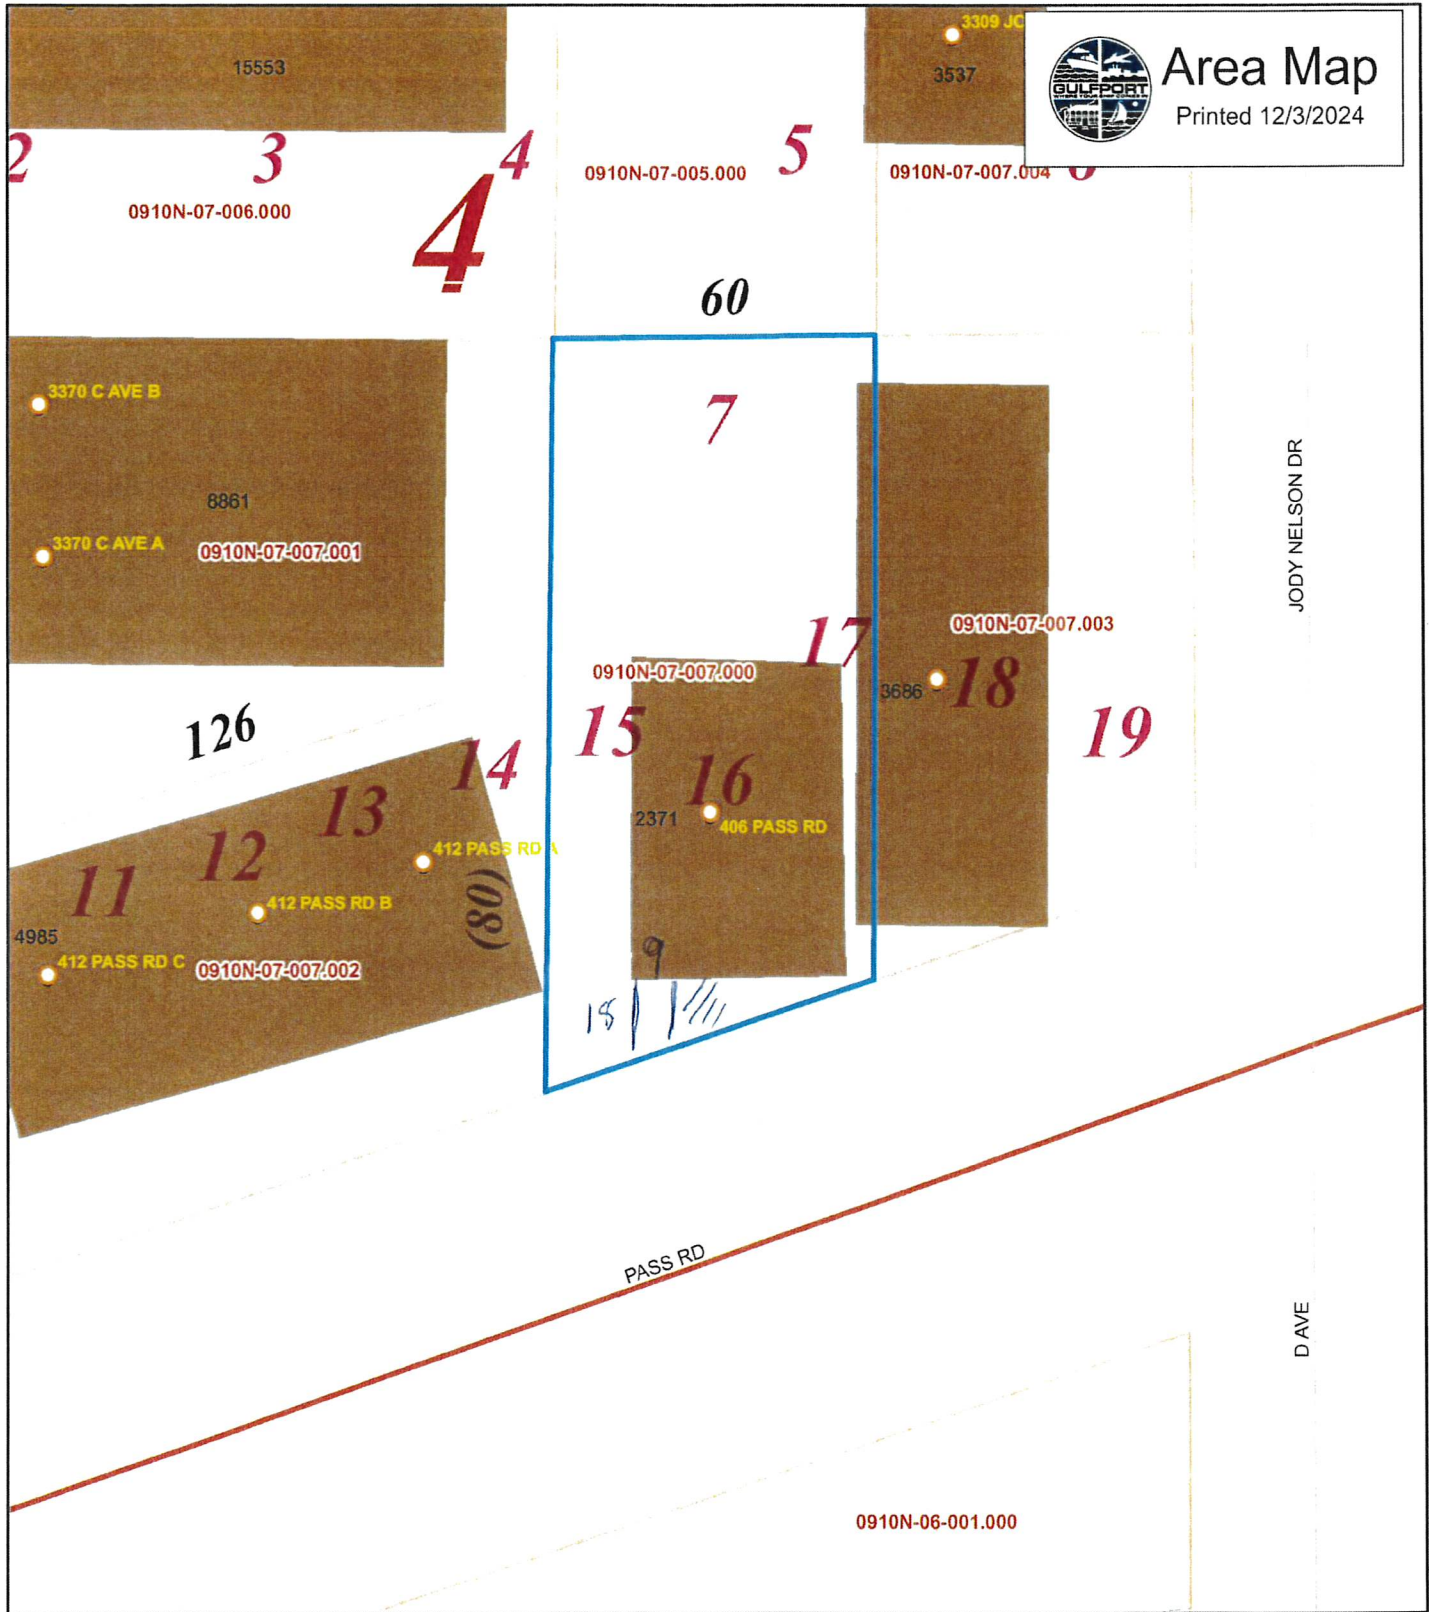 Area Map
Printed 12/3/2024
GULFPORT
3309 JC
15553
3537
2
3
4
5
0910N-07-005.000
0910N-07-007.004
0910N-07-006.000
4
60
3370 C AVE B
7
8861
3370 C AVE A
0910N-07-007.001
JODY NELSON DR
17
0910N-07-007.003
0910N-07-007.000
18
3686
15
19
126
14
16
13
2371
406 PASS RD
12
412 PASS RD A
11
(80)
412 PASS RD B
4985
412 PASS RD C
0910N-07-007.002
9
18
PASS RD
D AVE
0910N-06-001.000